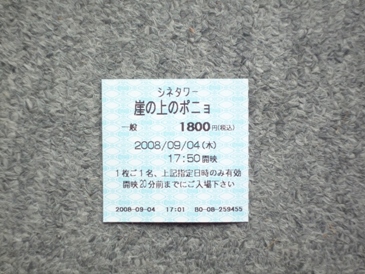 シネタワー
崖の上のポニョ
一般 1800円(税込)
2008/09/04(木)
17:50開映
1枚ご1名、上記指定日時のみ有効
開映20分前までにご入場下さい
2008-09-04 17:01 80-08-259455